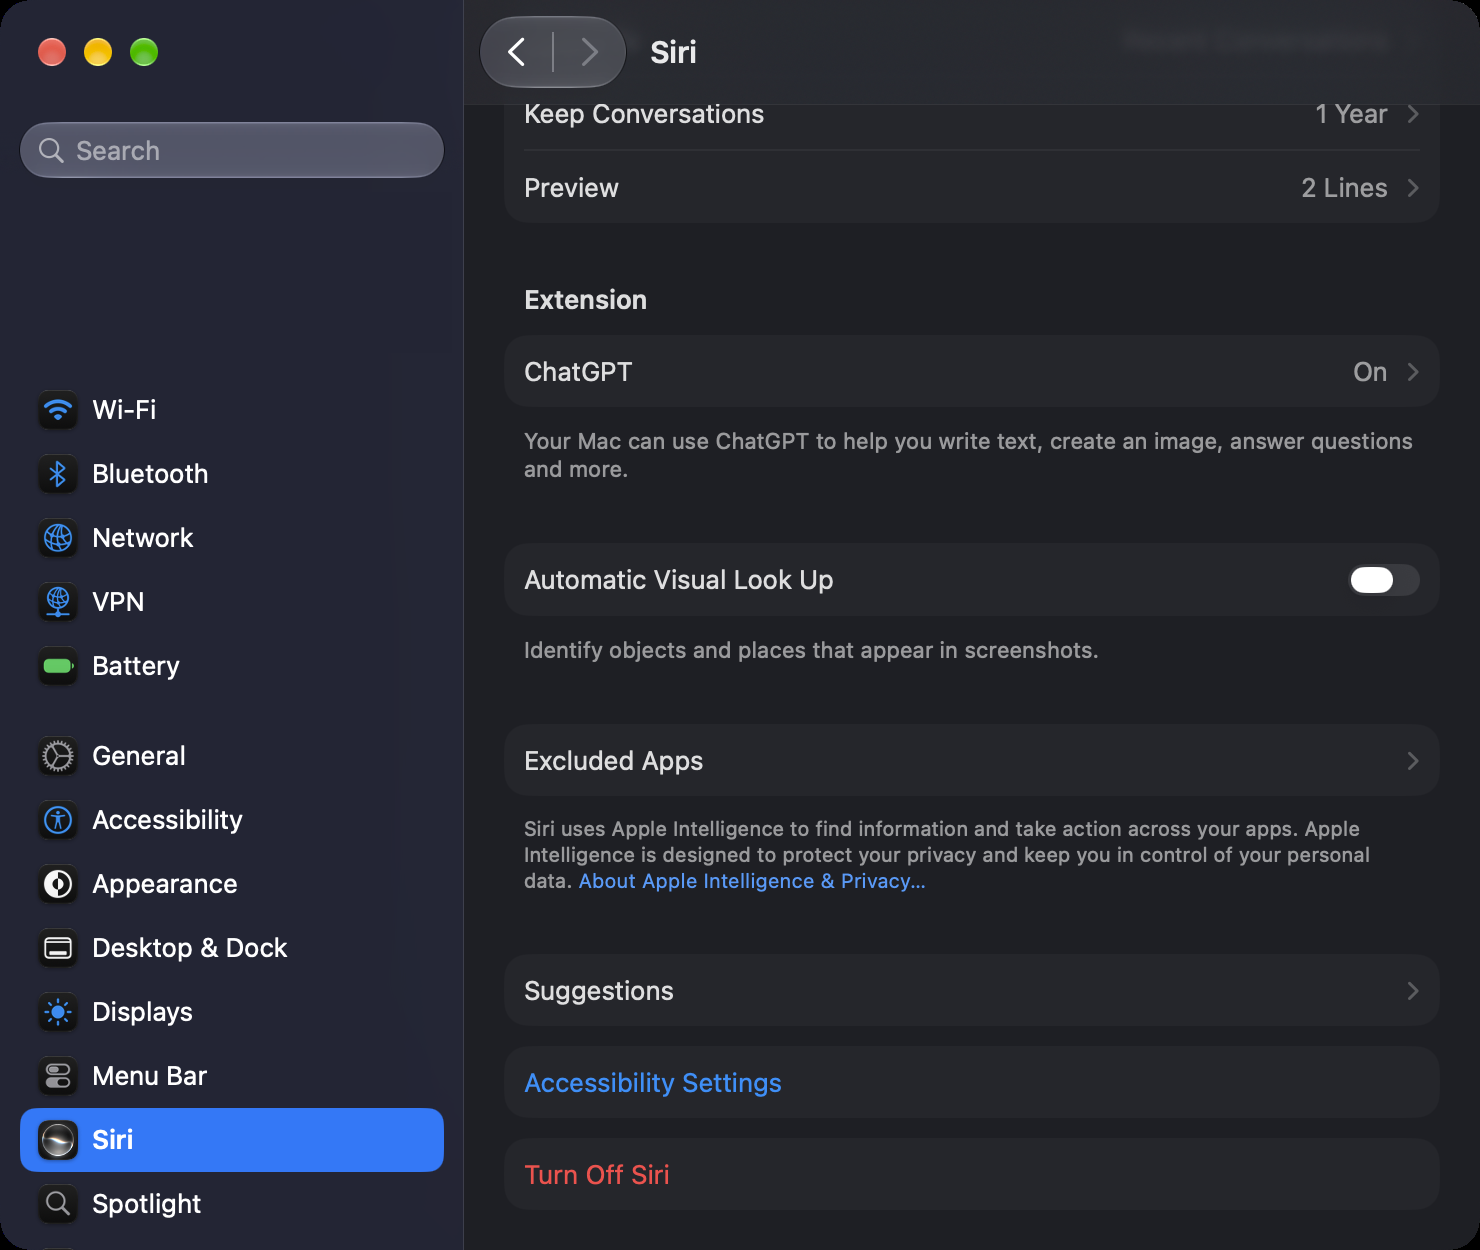 Siri
Search
Wi-Fi
Bluetooth
Network
VPN
Battery
General
Accessibility
Appearance
Desktop & Dock
Displays
Menu Bar
Siri
Spotlight
Keep Conversations
1 Year
Preview
2 Lines
Extension
ChatGPT
On
Your Mac can use ChatGPT to help you write text, create an image, answer questions
and more.
Automatic Visual Look Up
Identify objects and places that appear in screenshots.
Excluded Apps
Siri uses Apple Intelligence to find information and take action across your apps. Apple
Intelligence is designed to protect your privacy and keep you in control of your personal
data. About Apple Intelligence & Privacy...
Suggestions
Accessibility Settings
Turn Off Siri